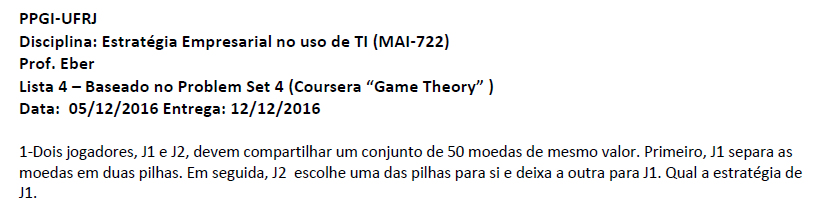 PPGI-UFRJ
Disciplina: Estratégia Empresarial no uso de TI (MAI-722)
Prof. Eber
Lista 4 – Baseado no Problem Set 4 (Coursera “Game Theory” )
Data:  05/12/2016 Entrega: 12/12/2016
1-Dois jogadores, J1 e J2, devem compartilhar um conjunto de 50 moedas de mesmo valor. Primeiro, J1 separa as
moedas em duas pilhas. Em seguida, J2  escolhe uma das pilhas para si e deixa a outra para J1. Qual a estratégia de
J1.